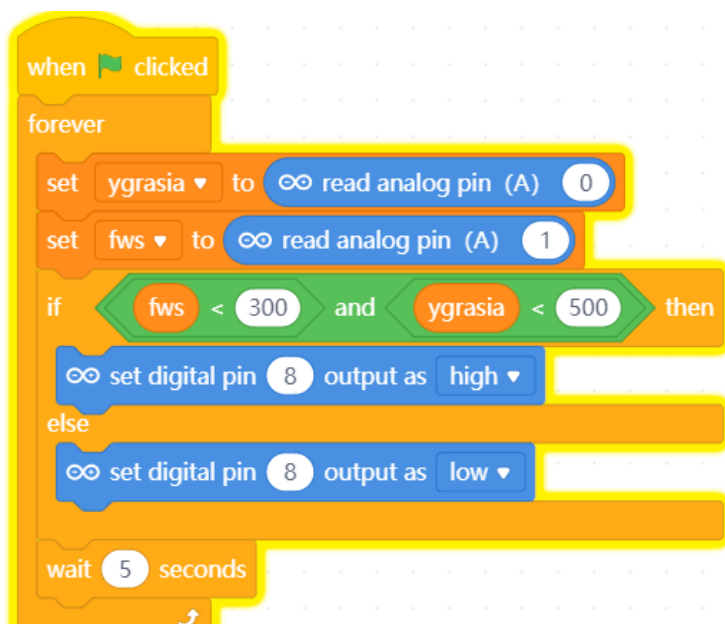 when clicked
forever
set ygrasia to read analog pin (A) 0
set fws to read analog pin (A) 1
if fws < 300 and ygrasia < 500 then
set digital pin 8 output as high
else
set digital pin 8 output as low
wait 5 seconds